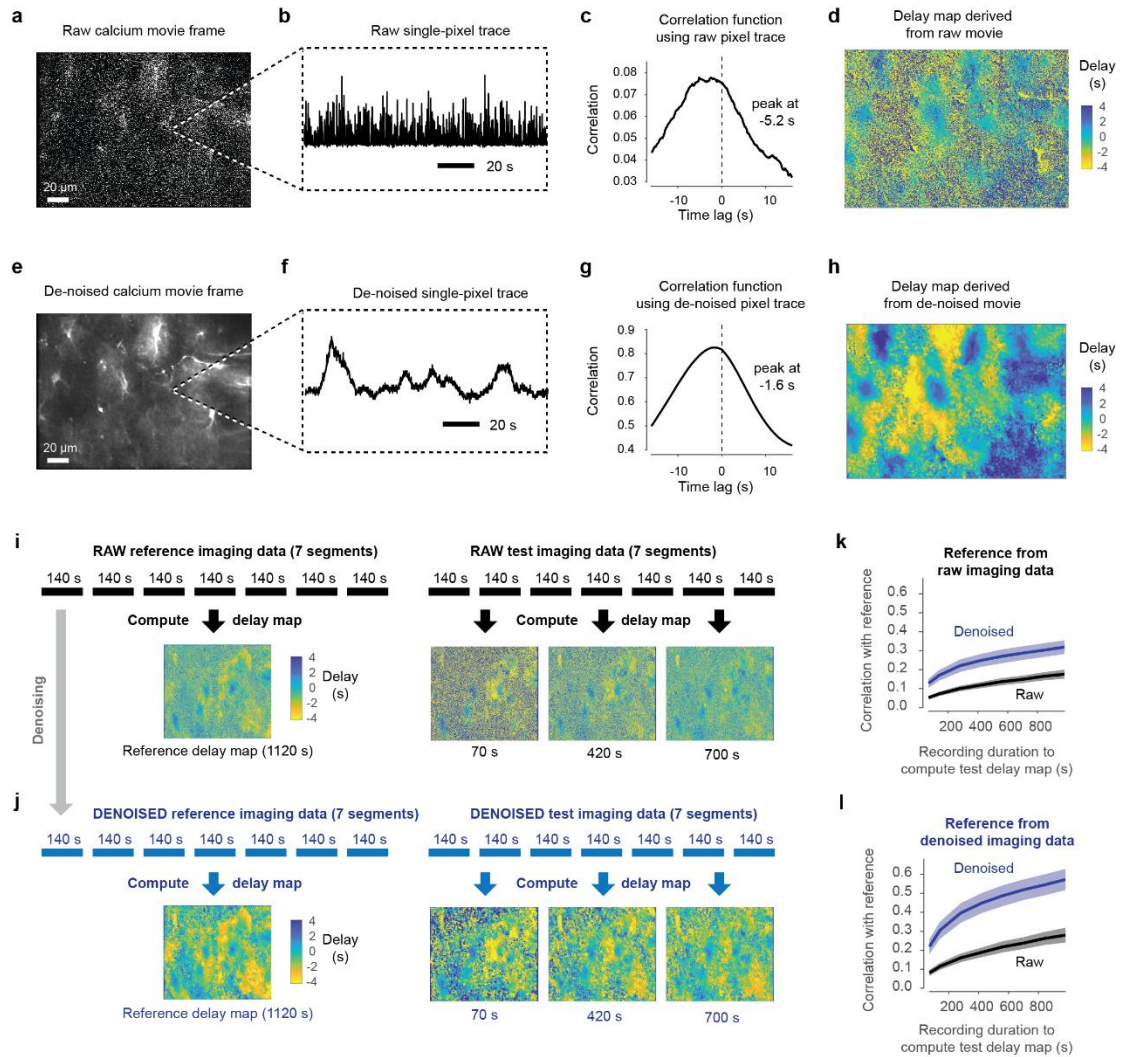 a
Raw calcium movie frame
20 µm
b
Raw single-pixel trace
20 s
c
Correlation function
using raw pixel trace
Correlation
0.08
0.07
0.06
0.05
0.04
0.03
peak at
-5.2 s
-10 0 10
Time lag (s)
d
Delay map derived
from raw movie
Delay
(s)
4
2
0
-2
-4
e
De-noised calcium movie frame
20 µm
f
De-noised single-pixel trace
20 s
g
Correlation function
using de-noised pixel trace
Correlation
0.9
0.8
0.7
0.6
0.5
0.4
peak at
-1.6 s
-10 0 10
Time lag (s)
h
Delay map derived
from de-noised movie
Delay
(s)
4
2
0
-2
-4
i
RAW reference imaging data (7 segments)
140 s 140 s 140 s 140 s 140 s 140 s 140 s
Compute delay map
4
2
0
-2
-4
Delay
(s)
Reference delay map (1120 s)
RAW test imaging data (7 segments)
140 s 140 s 140 s 140 s 140 s 140 s 140 s
Compute delay map
70 s 420 s 700 s
Denoising
k
Reference from
raw imaging data
Correlation with reference
0.6
0.5
0.4
0.3
0.2
0.1
0.0
Denoised
Raw
200 400 600 800
Recording duration to
compute test delay map (s)
j
DENOISED reference imaging data (7 segments)
140 s 140 s 140 s 140 s 140 s 140 s 140 s
Compute delay map
4
2
0
-2
-4
Delay
(s)
Reference delay map (1120 s)
DENOISED test imaging data (7 segments)
140 s 140 s 140 s 140 s 140 s 140 s 140 s
Compute delay map
70 s 420 s 700 s
l
Reference from
denoised imaging data
Correlation with reference
0.6
0.5
0.4
0.3
0.2
0.1
0.0
Denoised
Raw
200 400 600 800
Recording duration to
compute test delay map (s)